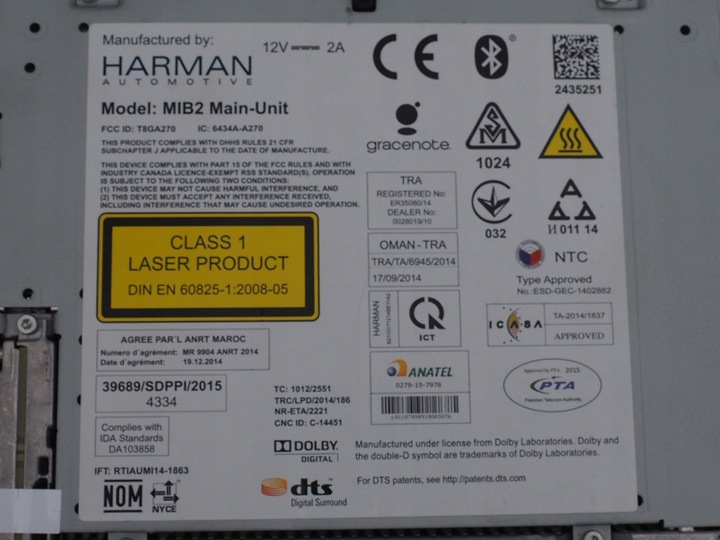 Manufactured by:
HARMAN
AUTOMOTIVE
12V 2A
CE
2435251
Model: MIB2 Main-Unit
FCC ID: T8GA270 IC: 6434A-A270
THIS PRODUCT COMPLIES WITH DHHS RULES 21 CFR
SUBCHAPTER J APPLICABLE TO THE DATE OF MANUFACTURE.
THIS DEVICE COMPLIES WITH PART 15 OF THE FCC RULES AND WITH
INDUSTRY CANADA LICENCE-EXEMPT RSS STANDARD(S). OPERATION
IS SUBJECT TO THE FOLLOWING TWO CONDITIONS:
(1) THIS DEVICE MAY NOT CAUSE HARMFUL INTERFERENCE, AND
(2) THIS DEVICE MUST ACCEPT ANY INTERFERENCE RECEIVED,
INCLUDING INTERFERENCE THAT MAY CAUSE UNDESIRED OPERATION.
gracenote.
1024
TRA
REGISTERED No:
ER35080/14
DEALER No:
0028019/10
032
И 011 14
CLASS 1
LASER PRODUCT
DIN EN 60825-1:2008-05
OMAN - TRA
TRA/TA/6945/2014
17/09/2014
NTC
Type Approved
No.:ESD-GEC-1402882
HARMAN
ICT
ICASA
TA-2014/1637
APPROVED
AGREE PAR´L ANRT MAROC
Numero d´agrément: MR 9904 ANRT 2014
Date d´agrément: 19.12.2014
ANATEL
0279-15-7978
Approved by PTA 2015
PTA
Pakistan Telecom Authority
39689/SDPPI/2015
4334
TC: 1012/2551
TRC/LPD/2014/186
NR-ETA/2221
CNC ID: C-14451
Complies with
IDA Standards
DA103858
DOLBY
DIGITAL
Manufactured under license from Dolby Laboratories. Dolby and
the double-D symbol are trademarks of Dolby Laboratories.
IFT: RTIAUMI14-1863
NOM
NYCE
dts
Digital Surround
For DTS patents, see http://patents.dts.com